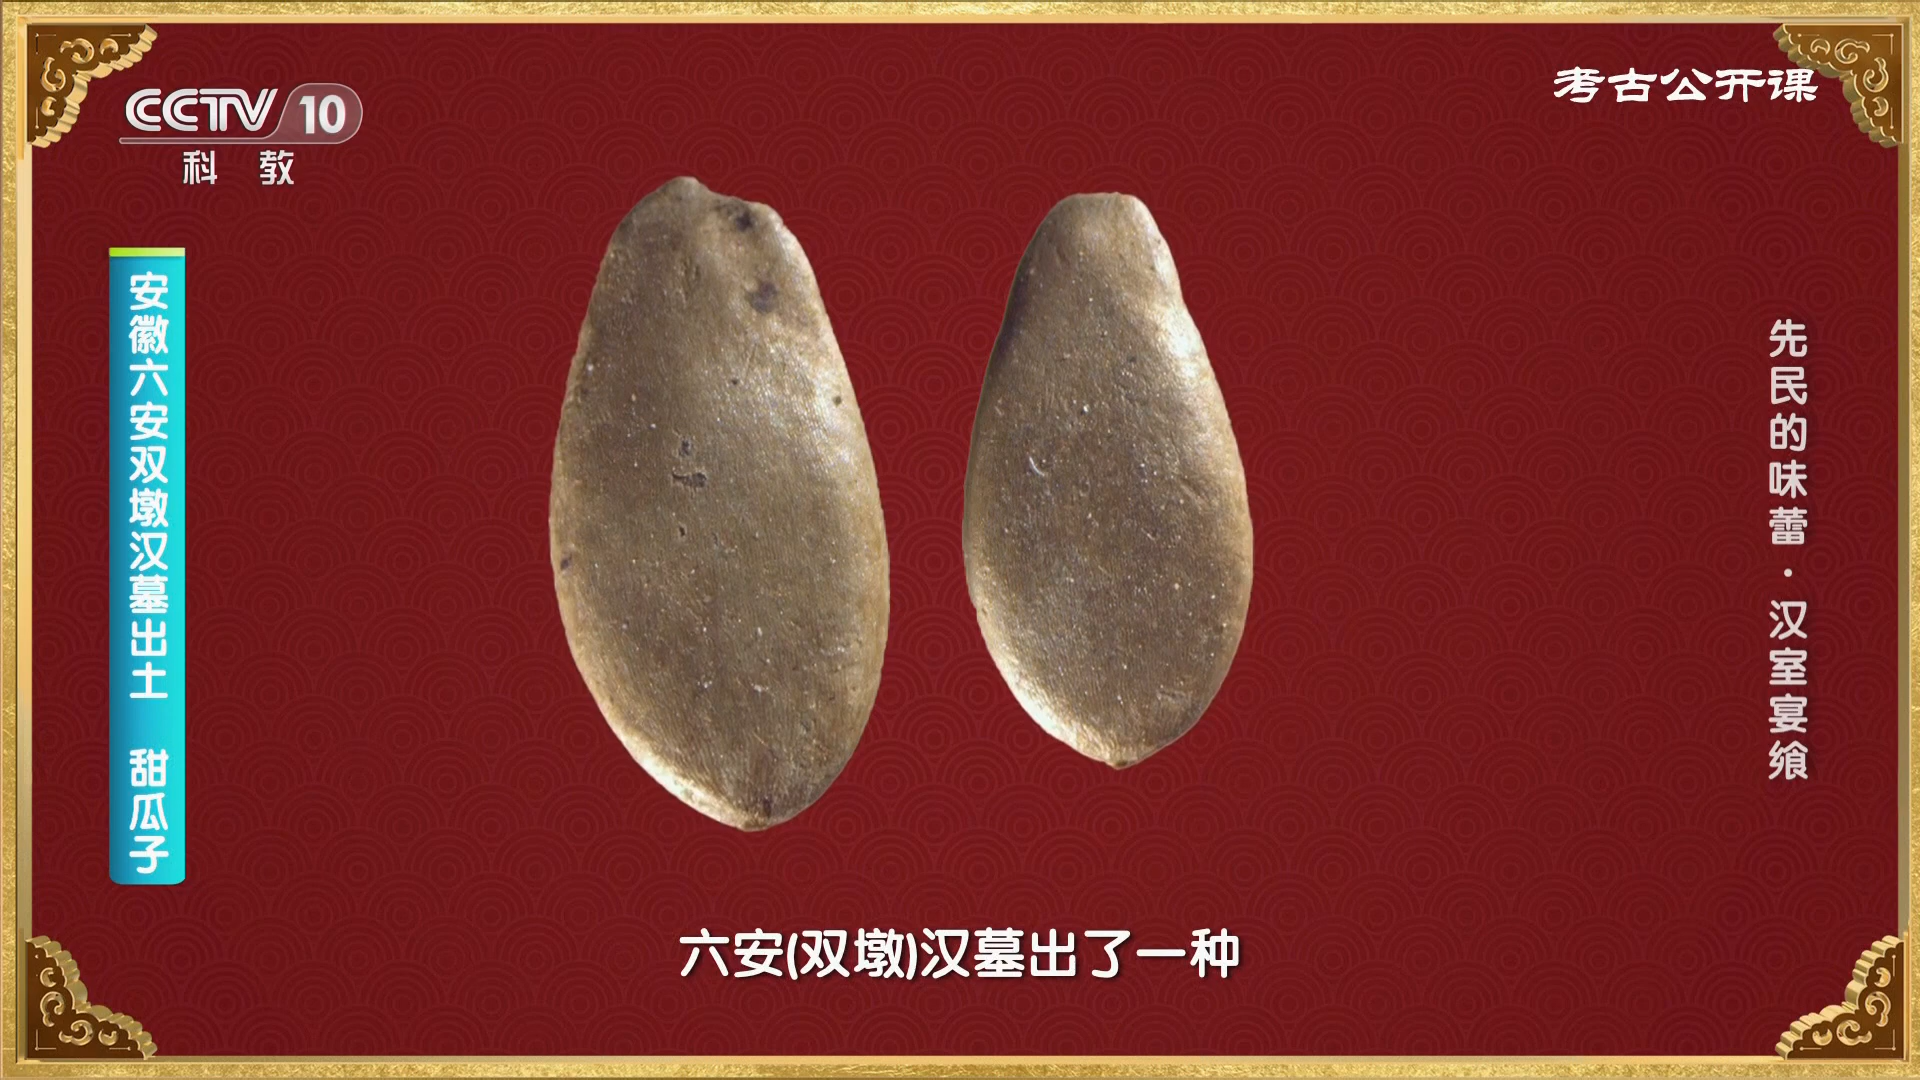 CCTV 10
科 教
考古公开课
安徽六安双墩汉墓出土 甜瓜子
先民的味蕾·汉室宴飨
六安(双墩)汉墓出了一种